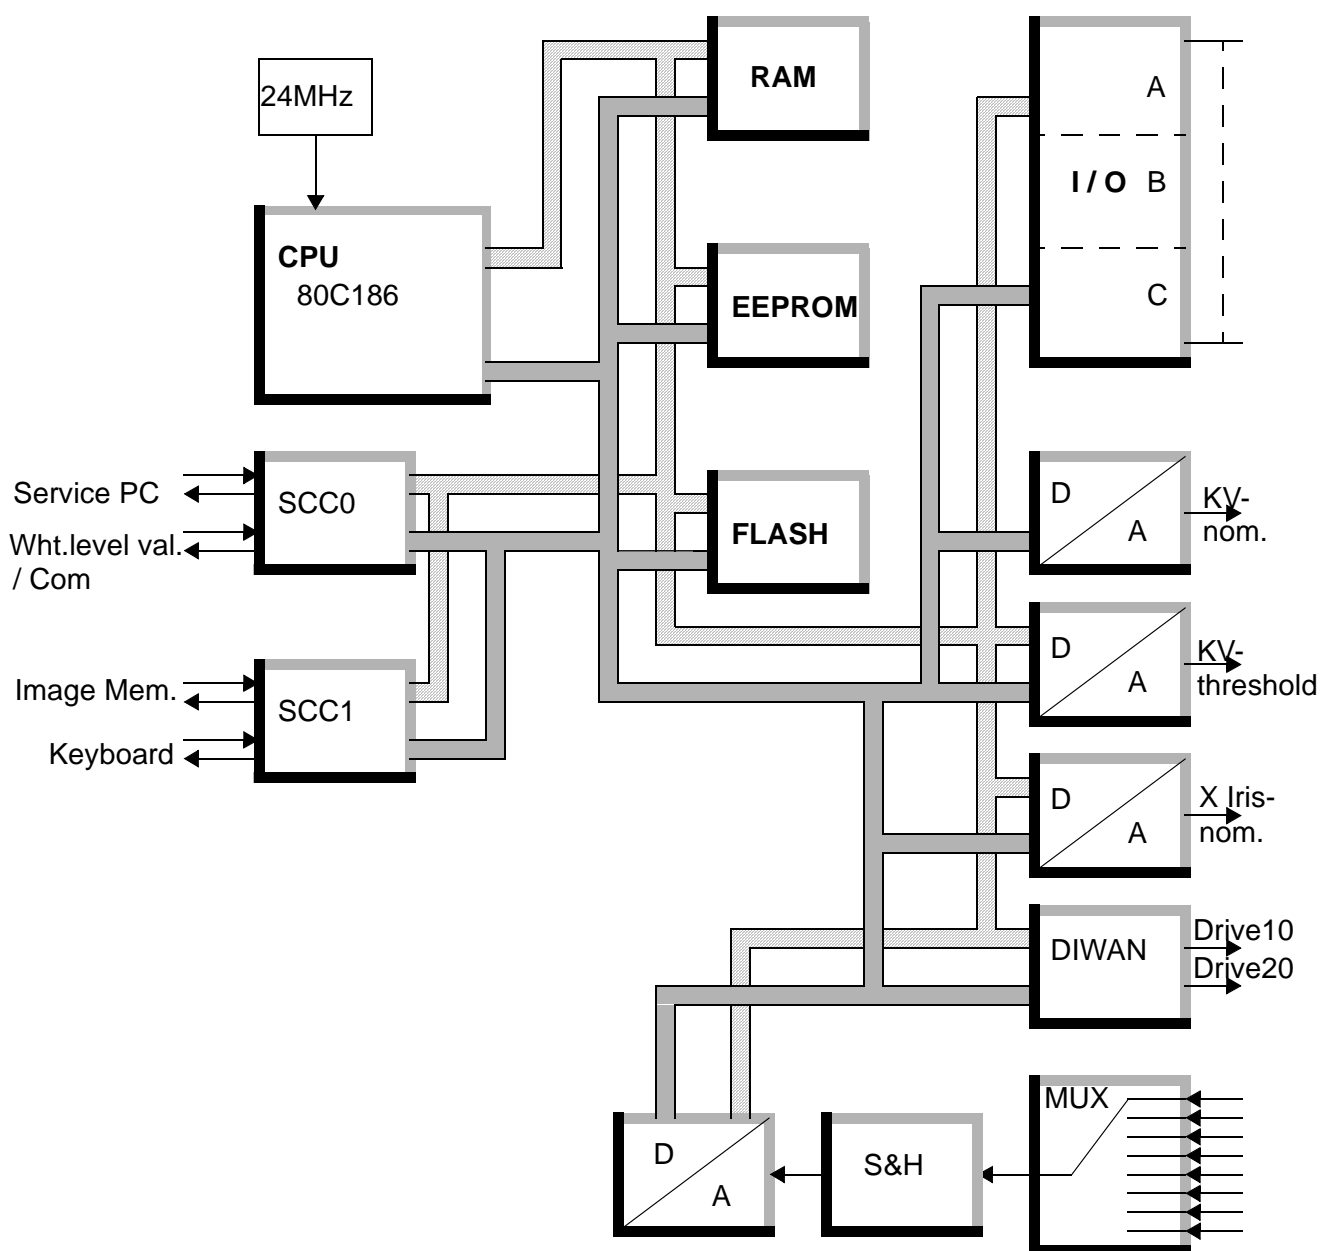 24MHz
RAM
A
I / O B
C
CPU
80C186
EEPROM
Service PC
SCC0
Wht.level val.
/ Com
FLASH
D
A
KV-
nom.
Image Mem.
SCC1
Keyboard
D
A
KV-
threshold
D
A
X Iris-
nom.
DIWAN
Drive10
Drive20
D
A
S&H
MUX